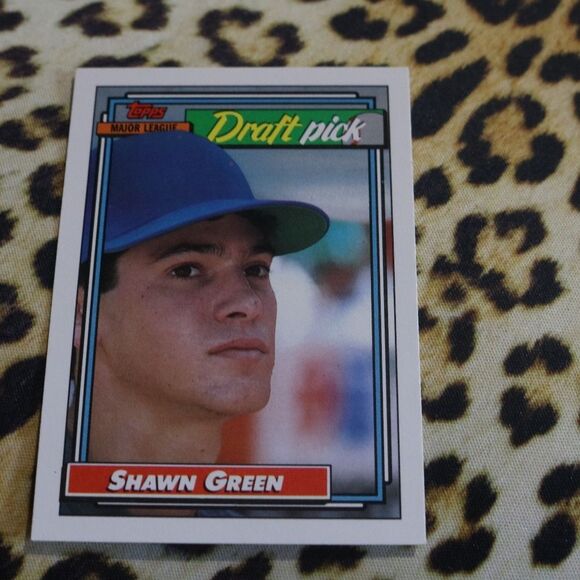 Topps
MAJOR LEAGUE
Draft pick
SHAWN GREEN